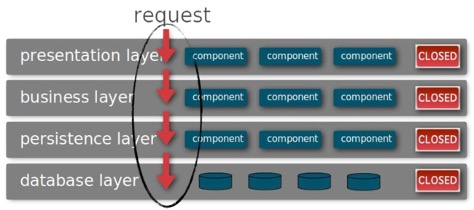 request
presentation layer component component component CLOSED
business layer component component component CLOSED
persistence layer component component component CLOSED
database layer CLOSED